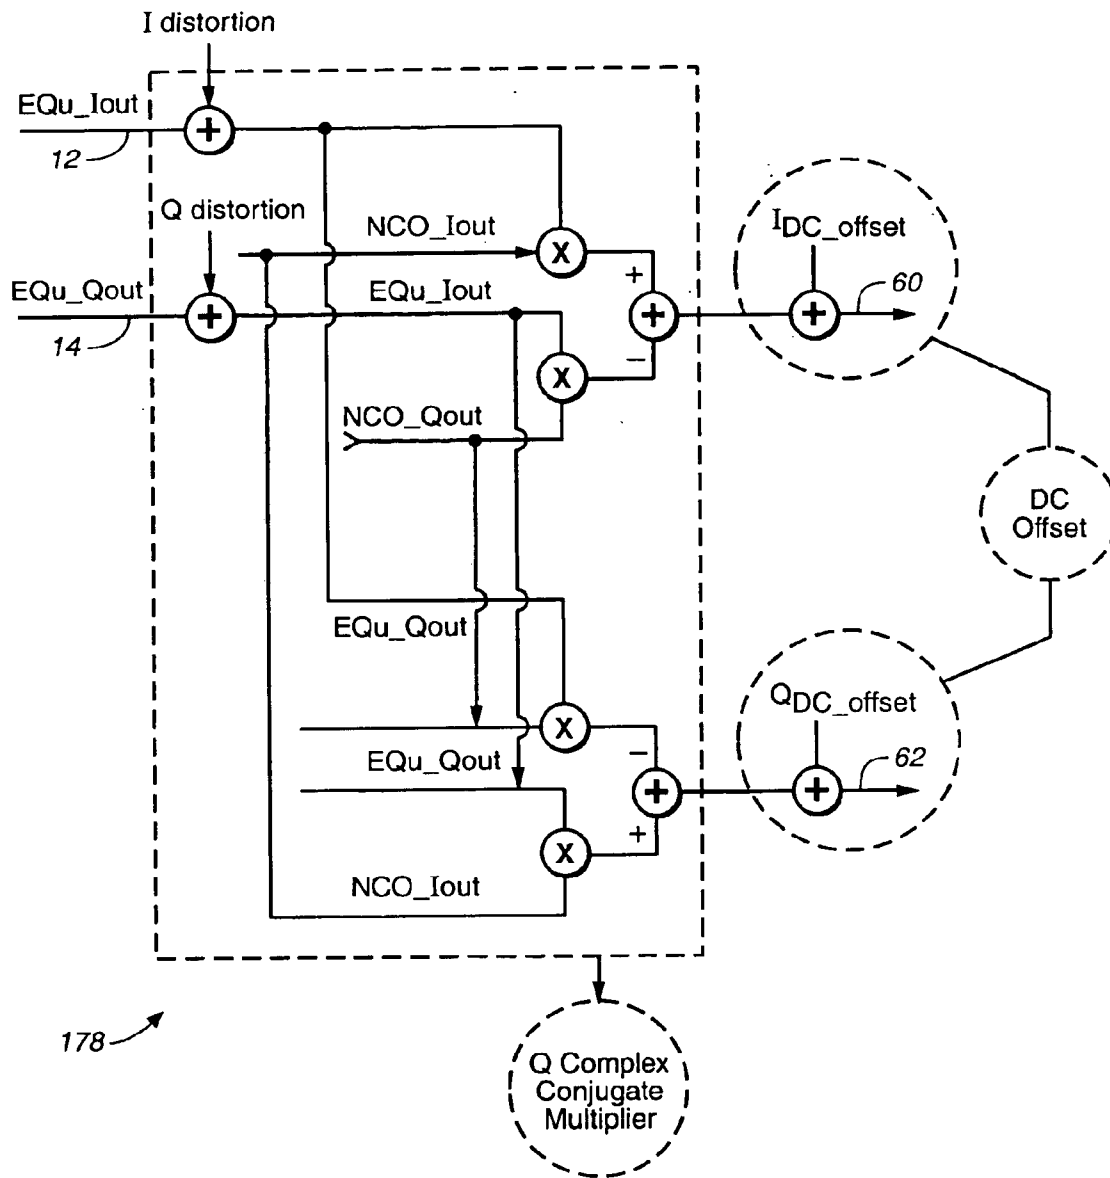 I distortion
EQu_Iout
+
12
Q distortion
NCO_Iout
X
IDC_offset
EQu_Qout
EQu_Iout
+
60
14
+
+
+
X
−
NCO_Qout
DC
Offset
EQu_Qout
QDC_offset
X
−
EQu_Qout
62
+
+
+
X
NCO_Iout
178
Q Complex
Conjugate
Multiplier